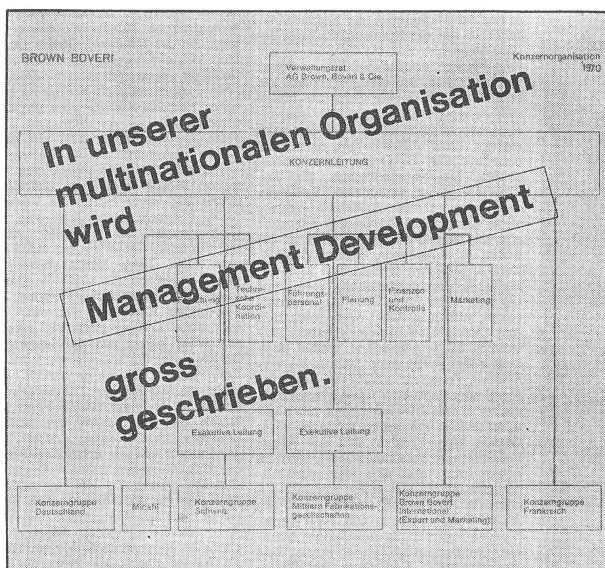 BROWN BOVERI
Konzernorganisation
1970
Verwaltungsrat
AG Brown, Boveri & Cie.
In unserer
multinationalen Organisation
wird
KONZERNLEITUNG
Management Development
Techni-
sche
Koordi-
nation
Führungs-
personal
Planung
Finanzen
und
Kontrolle
Marketing
gross
geschrieben.
Exekutive Leitung
Exekutive Leitung
Konzerngruppe
Deutschland
Micafil
Konzerngruppe
Schweiz
Konzerngruppe
Mittlere Fabrikations-
gesellschaften
Konzerngruppe
Brown Boveri
International
(Export und Marketing)
Konzerngruppe
Frankreich